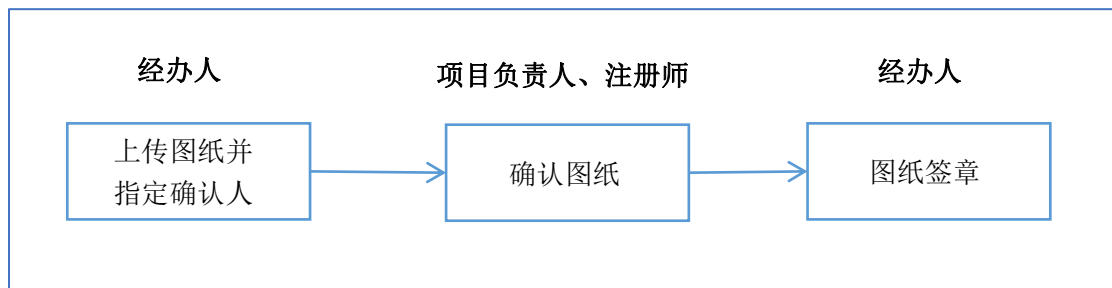 经办人
项目负责人、注册师
经办人
上传图纸并
指定确认人
确认图纸
图纸签章